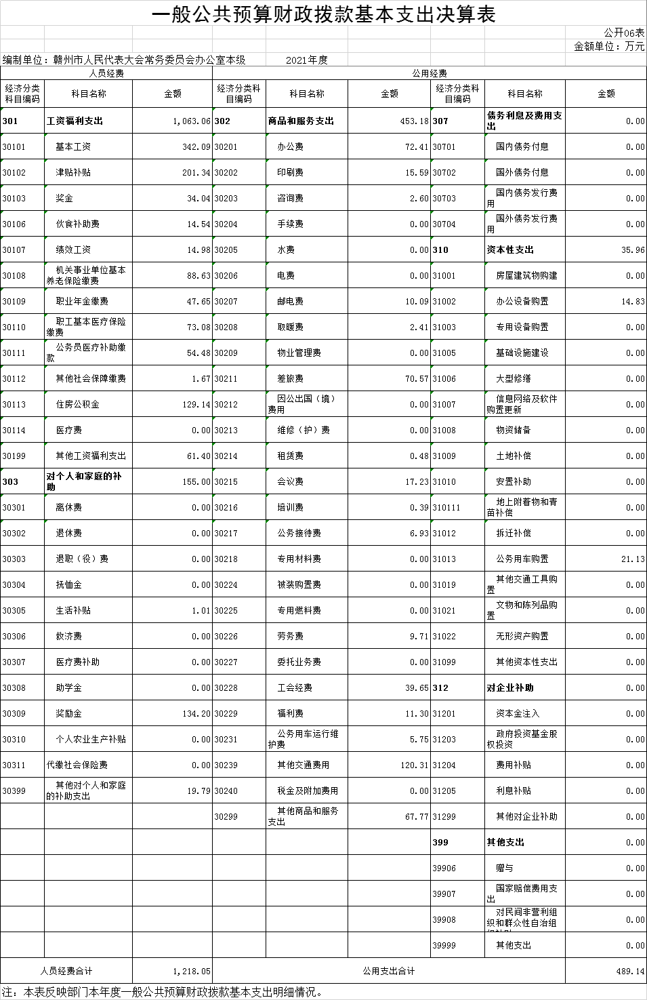 一般公共预算财政拨款基本支出决算表
公开06表
金额单位：万元
编制单位：赣州市人民代表大会常务委员会办公室本级 2021年度
人员经费 公用经费
经济分类科目编码 科目名称 金额 经济分类科目编码 科目名称 金额 经济分类科目编码 科目名称 金额
301 工资福利支出 1,063.06 302 商品和服务支出 453.18 307 债务利息及费用支出 0.00
30101 基本工资 342.09 30201 办公费 72.41 30701 国内债务付息 0.00
30102 津贴补贴 201.34 30202 印刷费 15.59 30702 国外债务付息 0.00
30103 奖金 34.04 30203 咨询费 2.60 30703 国内债务发行费用 0.00
30106 伙食补助费 14.54 30204 手续费 0.00 30704 国外债务发行费用 0.00
30107 绩效工资 14.98 30205 水费 0.00 310 资本性支出 35.96
30108 机关事业单位基本养老保险缴费 88.63 30206 电费 0.00 31001 房屋建筑物购建 0.00
30109 职业年金缴费 47.65 30207 邮电费 10.09 31002 办公设备购置 14.83
30110 职工基本医疗保险缴费 73.08 30208 取暖费 2.41 31003 专用设备购置 0.00
30111 公务员医疗补助缴款 54.48 30209 物业管理费 0.00 31005 基础设施建设 0.00
30112 其他社会保障缴费 1.67 30211 差旅费 70.57 31006 大型修缮 0.00
30113 住房公积金 129.14 30212 因公出国（境）费用 0.00 31007 信息网络及软件购置更新 0.00
30114 医疗费 0.00 30213 维修（护）费 0.00 31008 物资储备 0.00
30199 其他工资福利支出 61.40 30214 租赁费 0.48 31009 土地补偿 0.00
303 对个人和家庭的补助 155.00 30215 会议费 17.23 31010 安置补助 0.00
30301 离休费 0.00 30216 培训费 0.39 310111 地上附着物和青苗补偿 0.00
30302 退休费 0.00 30217 公务接待费 6.93 31012 拆迁补偿 0.00
30303 退职（役）费 0.00 30218 专用材料费 0.00 31013 公务用车购置 21.13
30304 抚恤金 0.00 30224 被装购置费 0.00 31019 其他交通工具购置 0.00
30305 生活补贴 1.01 30225 专用燃料费 0.00 31021 文物和陈列品购置 0.00
30306 救济费 0.00 30226 劳务费 9.71 31022 无形资产购置 0.00
30307 医疗费补助 0.00 30227 委托业务费 0.00 31099 其他资本性支出 0.00
30308 助学金 0.00 30228 工会经费 39.65 312 对企业补助 0.00
30309 奖励金 134.20 30229 福利费 11.30 31201 资本金注入 0.00
30310 个人农业生产补贴 0.00 30231 公务用车运行维护费 5.75 31203 政府投资基金股权投资 0.00
30311 代缴社会保险费 0.00 30239 其他交通费用 120.31 31204 费用补贴 0.00
30399 其他对个人和家庭的补助支出 19.79 30240 税金及附加费用 0.00 31205 利息补贴 0.00
30299 其他商品和服务支出 67.77 31299 其他对企业补助 0.00
399 其他支出 0.00
39906 赠与 0.00
39907 国家赔偿费用支出 0.00
39908 对民间非营利组织和群众性自治组 0.00
39999 其他支出 0.00
人员经费合计 1,218.05 公用支出合计 489.14
注：本表反映部门本年度一般公共预算财政拨款基本支出明细情况。